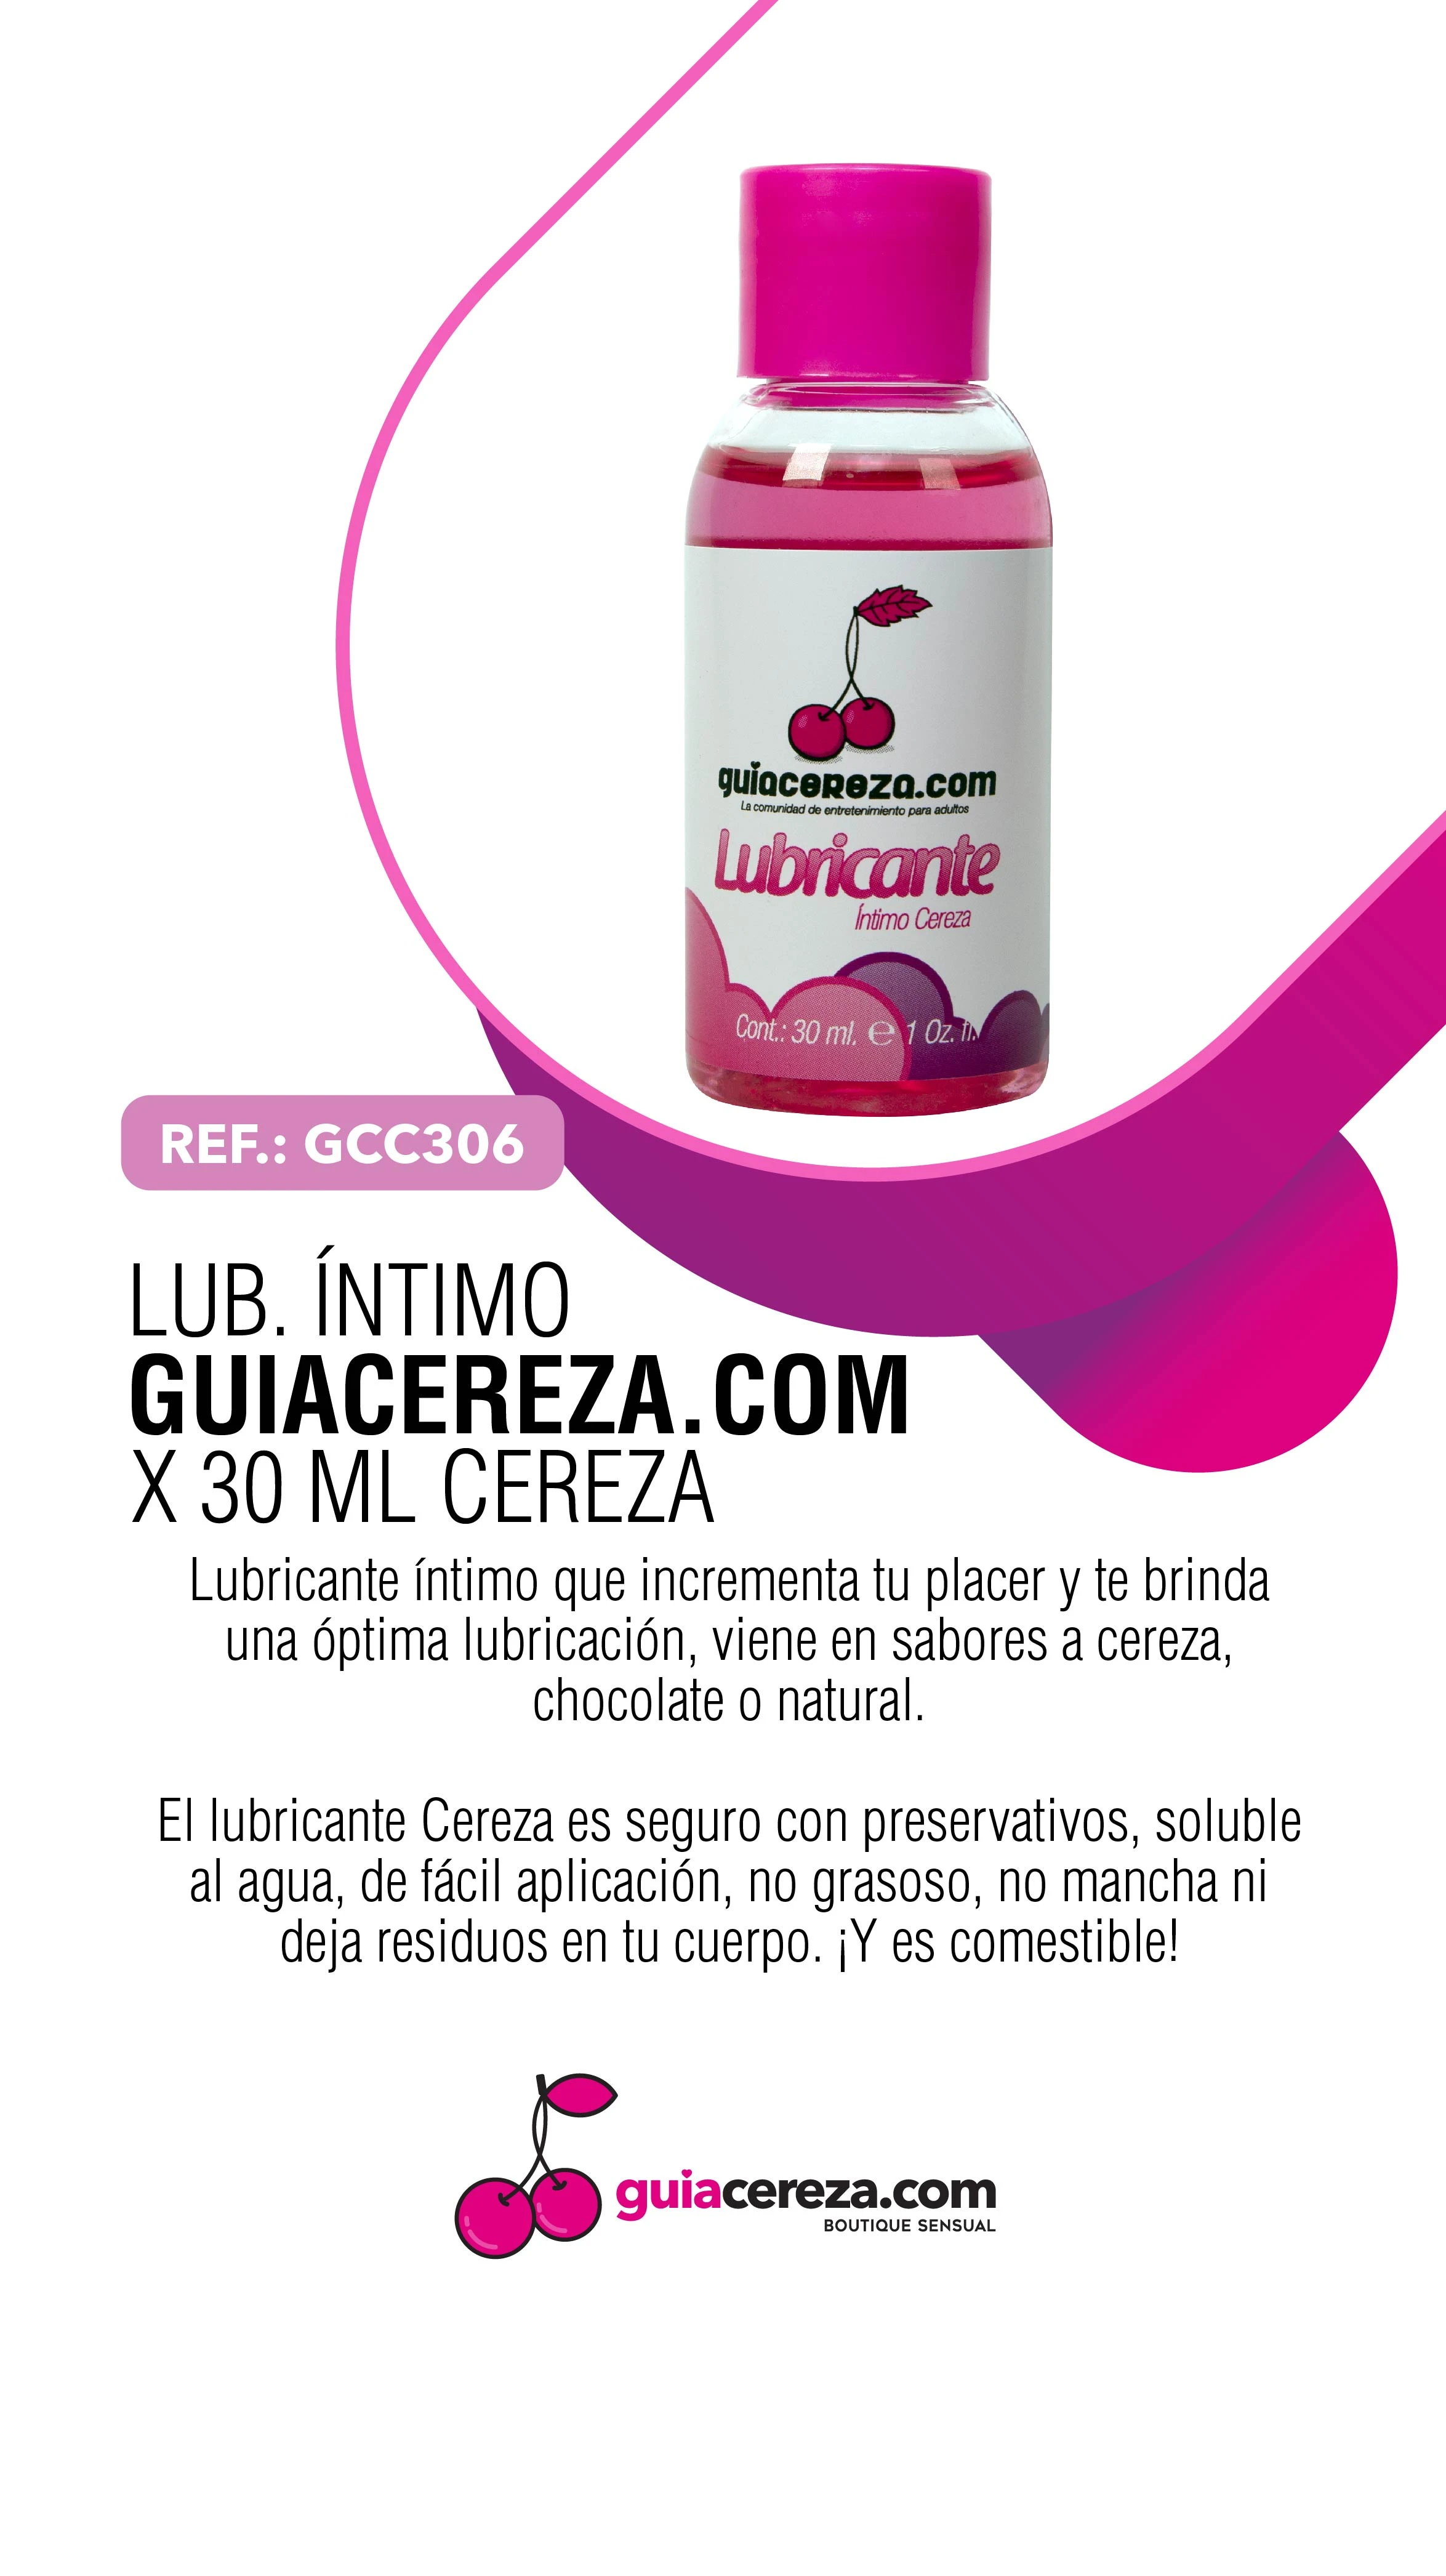 guiacereza.com
La comunidad de entretenimiento para adultos
Lubricante
Íntimo Cereza
Cont.: 30 ml. ℮ 1 Oz. fl.
REF.: GCC306
LUB. ÍNTIMO
GUIACEREZA.COM
X 30 ML CEREZA
Lubricante íntimo que incrementa tu placer y te brinda
una óptima lubricación, viene en sabores a cereza,
chocolate o natural.
El lubricante Cereza es seguro con preservativos, soluble
al agua, de fácil aplicación, no grasoso, no mancha ni
deja residuos en tu cuerpo. ¡Y es comestible!
guiacereza.com
BOUTIQUE SENSUAL